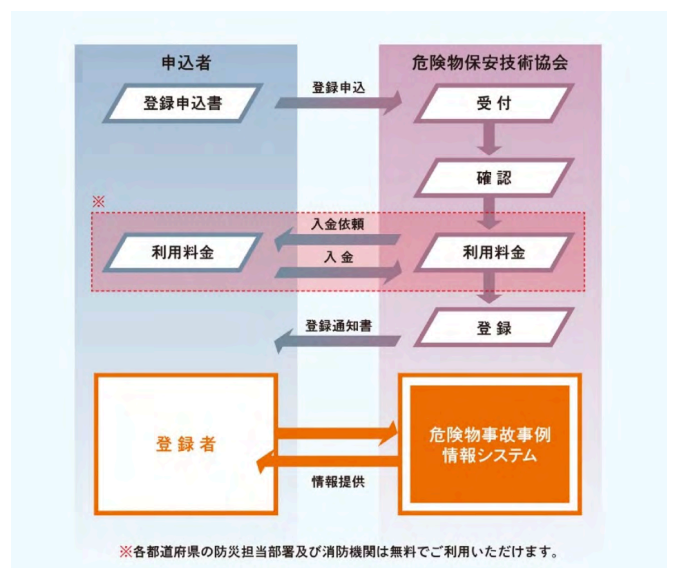 申込者
危険物保安技術協会
登録申込書
登録申込
受付
確認
※
入金依頼
利用料金
利用料金
入金
登録通知書
登録
登録者
危険物事故事例
情報システム
情報提供
※各都道府県の防災担当部署及び消防機関は無料でご利用いただけます。